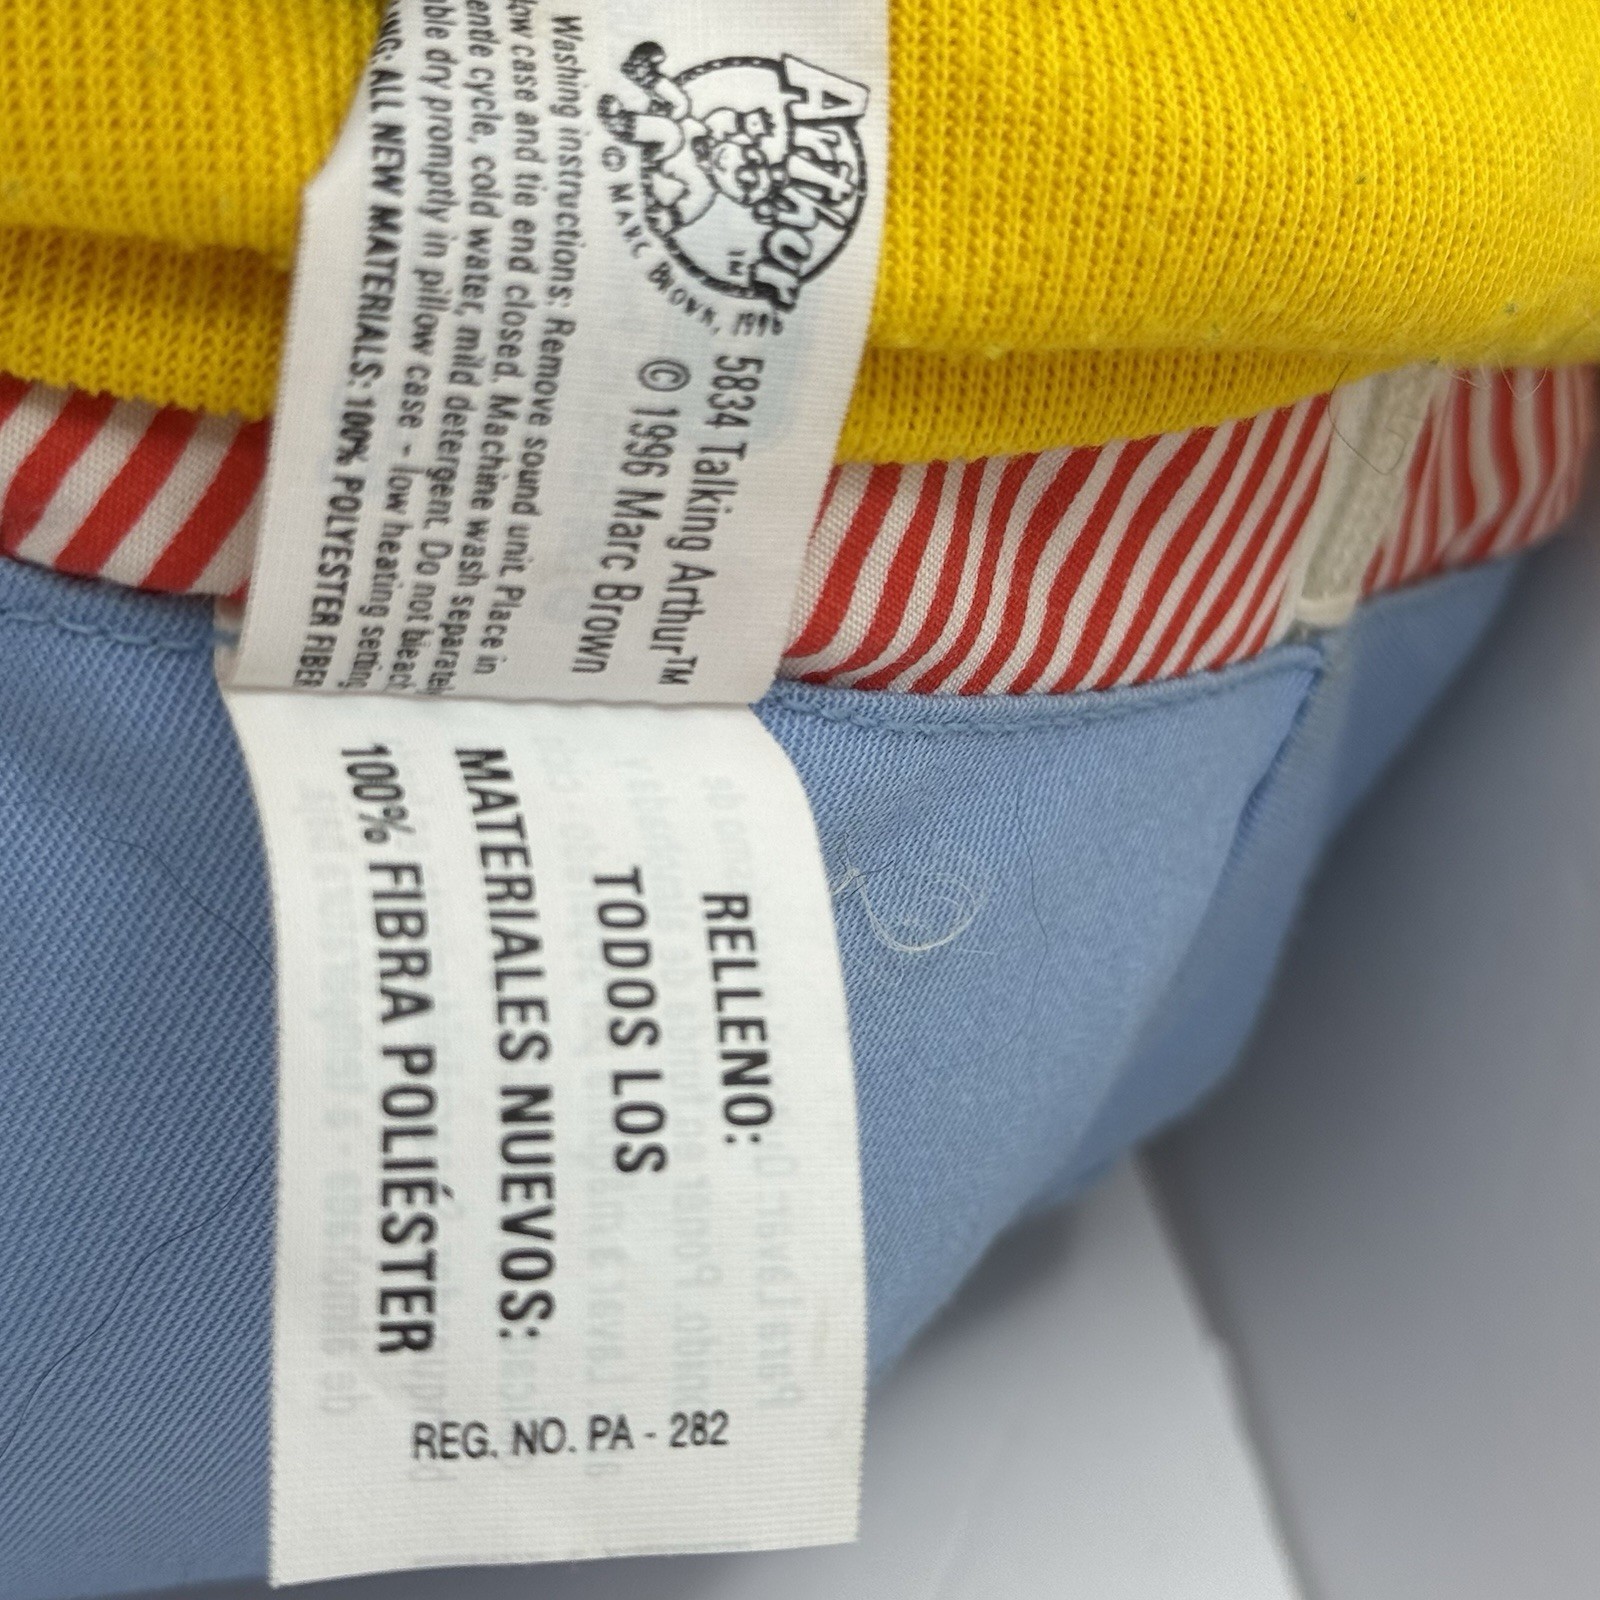 Arthur
TM
© MARC BROWN, 1996
5834 Talking Arthur™
© 1996 Marc Brown
Washing instructions: Remove sound unit. Place in
case and tie end closed. Machine wash separately
cycle, cold water, mild detergent. Do not bleach
dry promptly in pillow case - low heating setting
ALL NEW MATERIALS: 100% POLYESTER FIBER
RELLENO:
TODOS LOS
MATERIALES NUEVOS:
100% FIBRA POLIÉSTER
REG. NO. PA - 282